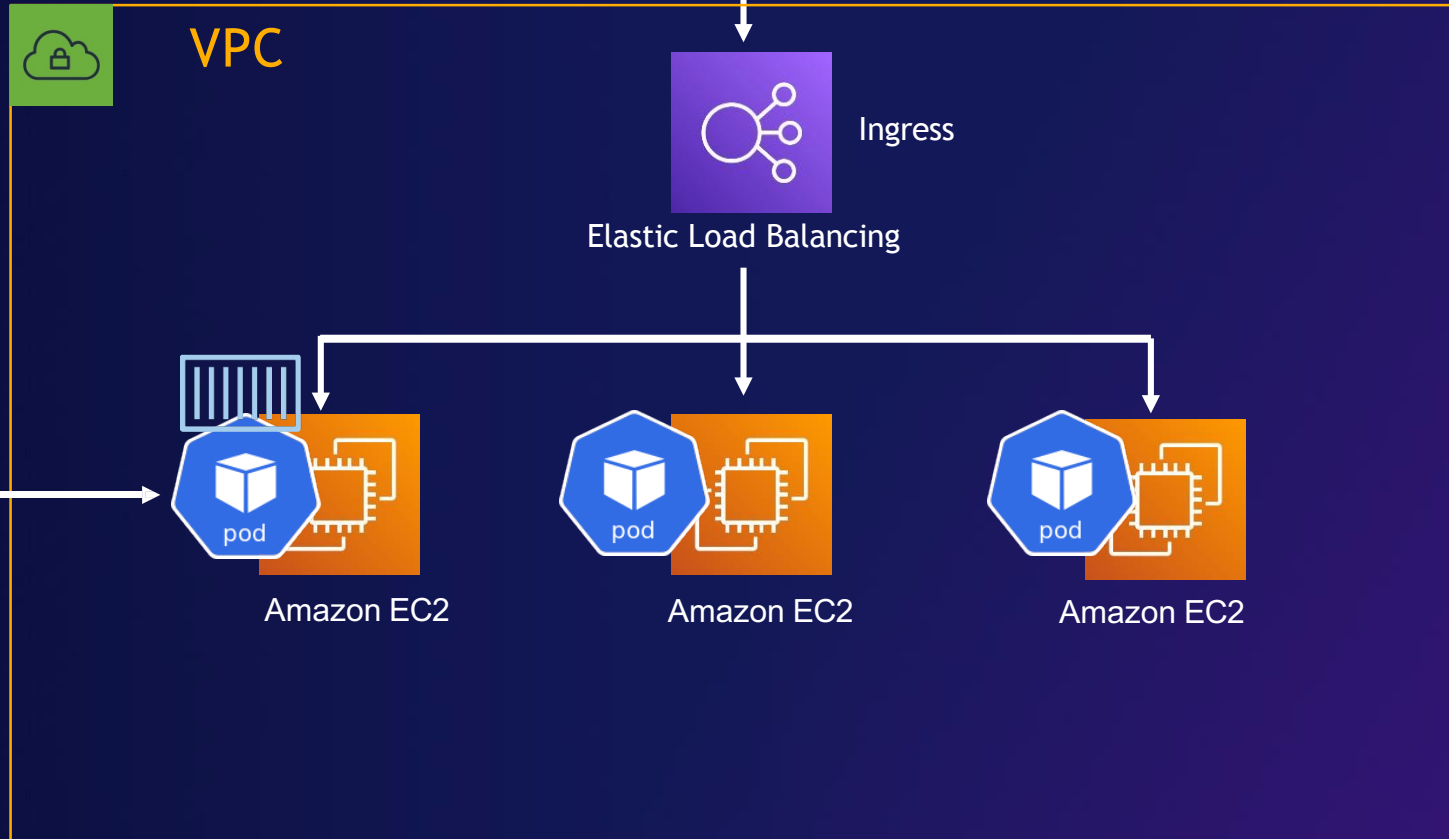 VPC
Ingress
Elastic Load Balancing
pod
pod
pod
Amazon EC2
Amazon EC2
Amazon EC2